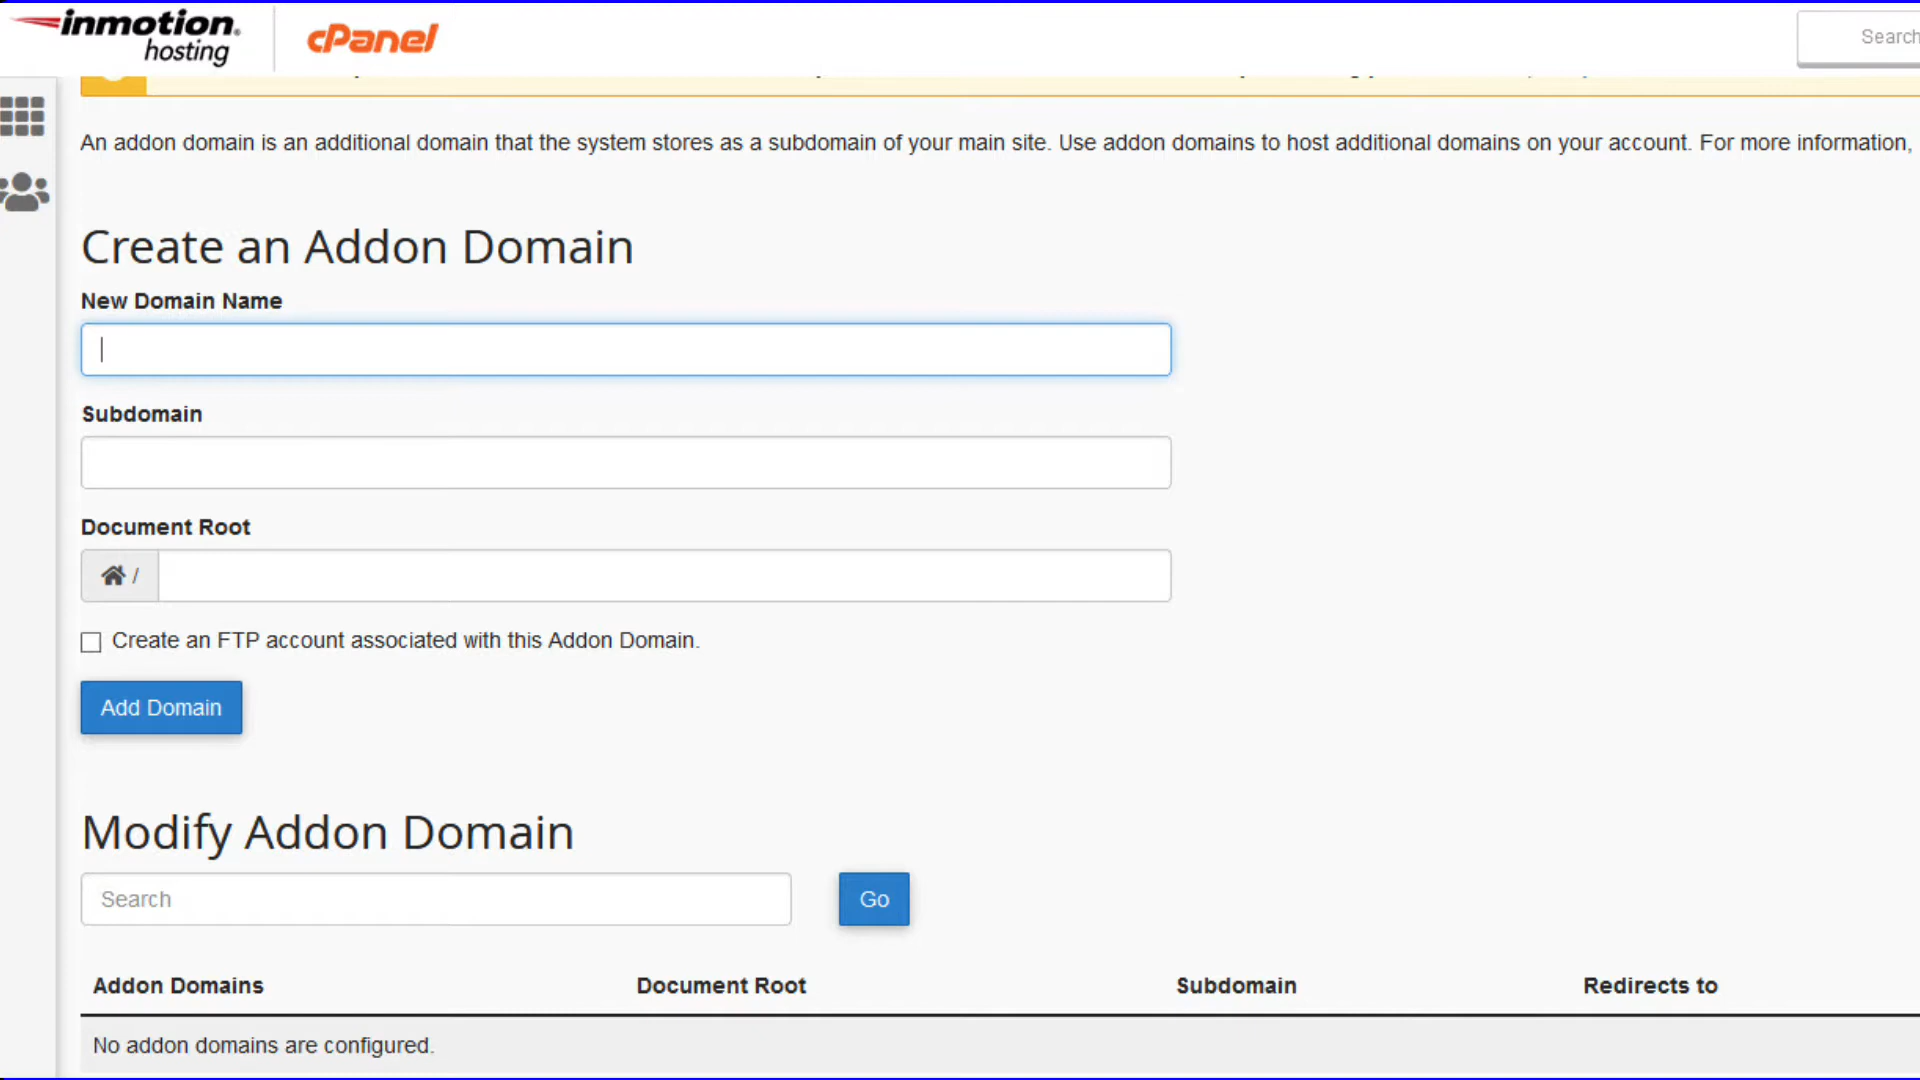 inmotion
hosting
cPanel
Search
An addon domain is an additional domain that the system stores as a subdomain of your main site. Use addon domains to host additional domains on your account. For more information,
Create an Addon Domain
New Domain Name
Subdomain
Document Root
/
Create an FTP account associated with this Addon Domain.
Add Domain
Modify Addon Domain
Search
Go
Addon Domains Document Root Subdomain Redirects to
No addon domains are configured.